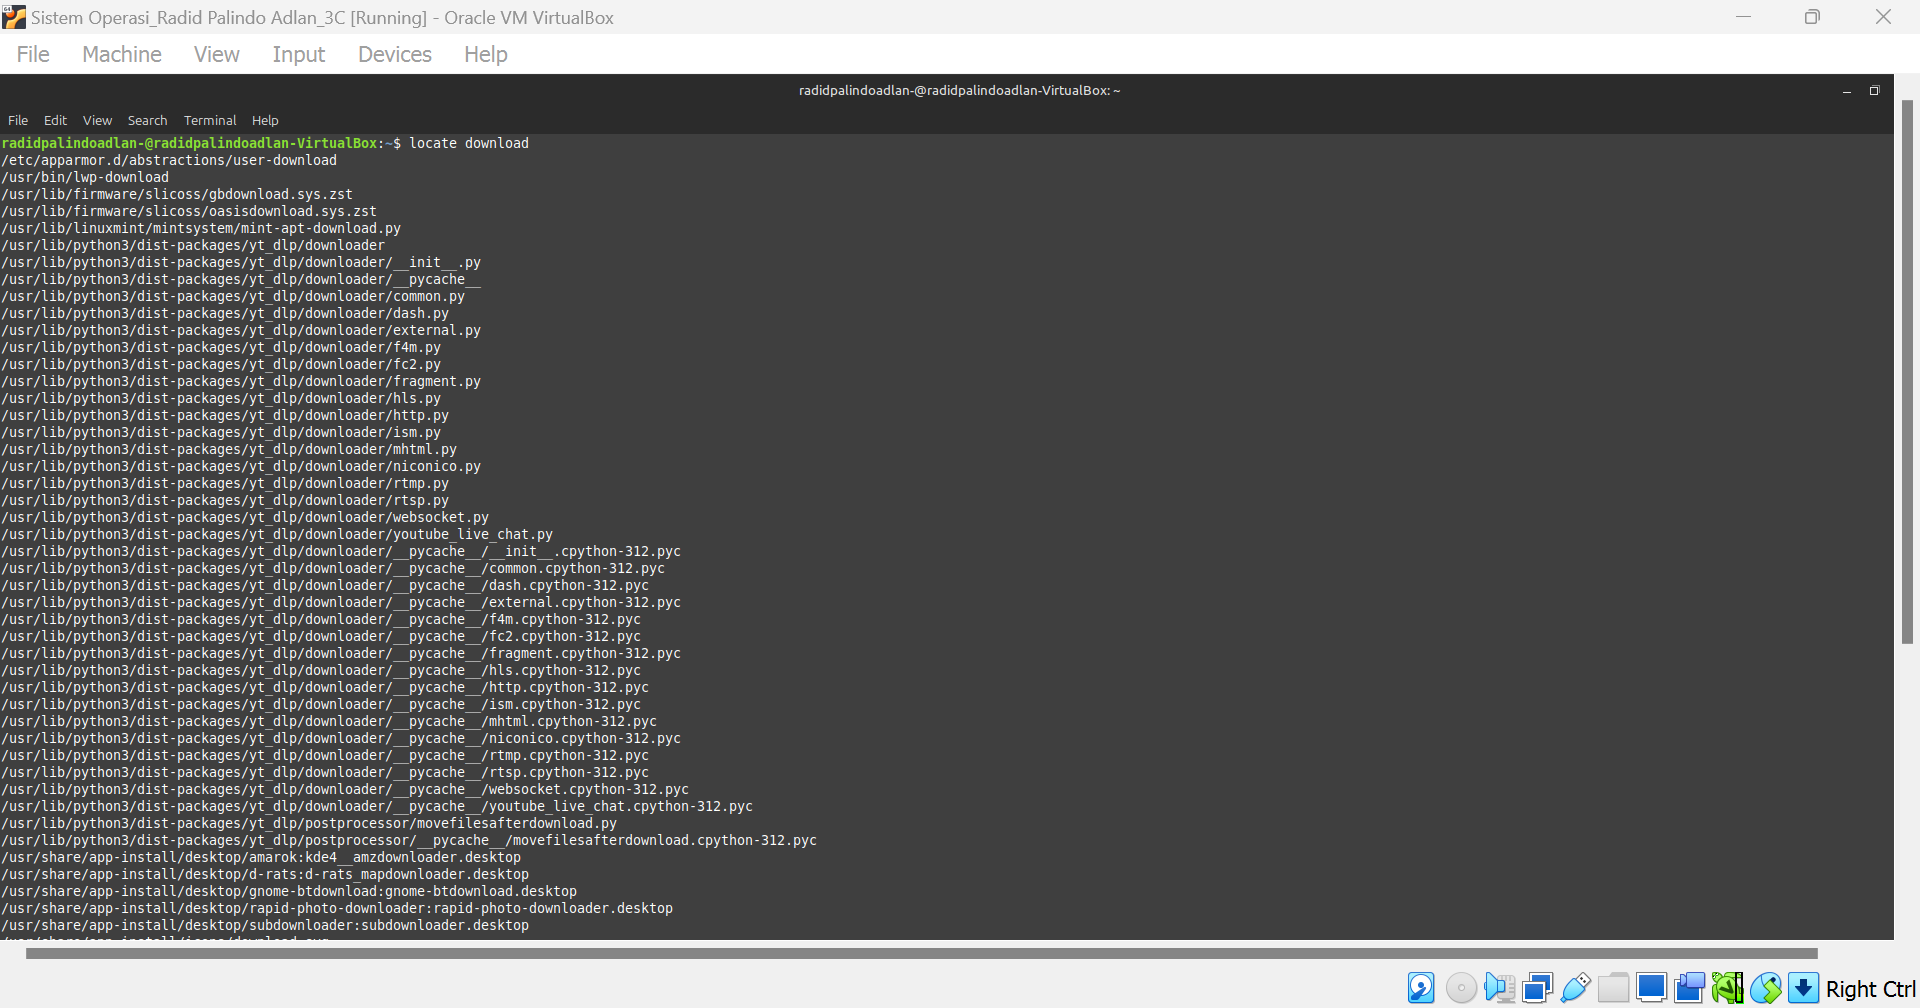 Sistem Operasi_Radid Palindo Adlan_3C [Running] - Oracle VM VirtualBox
File Machine View Input Devices Help
radidpalindoadlan-@radidpalindoadlan-VirtualBox: ~
File Edit View Search Terminal Help
radidpalindoadlan-@radidpalindoadlan-VirtualBox:~$ locate download
/etc/apparmor.d/abstractions/user-download
/usr/bin/lwp-download
/usr/lib/firmware/slicoss/gbdownload.sys.zst
/usr/lib/firmware/slicoss/oasisdownload.sys.zst
/usr/lib/linuxmint/mintsystem/mint-apt-download.py
/usr/lib/python3/dist-packages/yt_dlp/downloader
/usr/lib/python3/dist-packages/yt_dlp/downloader/__init__.py
/usr/lib/python3/dist-packages/yt_dlp/downloader/__pycache__
/usr/lib/python3/dist-packages/yt_dlp/downloader/common.py
/usr/lib/python3/dist-packages/yt_dlp/downloader/dash.py
/usr/lib/python3/dist-packages/yt_dlp/downloader/external.py
/usr/lib/python3/dist-packages/yt_dlp/downloader/f4m.py
/usr/lib/python3/dist-packages/yt_dlp/downloader/fc2.py
/usr/lib/python3/dist-packages/yt_dlp/downloader/fragment.py
/usr/lib/python3/dist-packages/yt_dlp/downloader/hls.py
/usr/lib/python3/dist-packages/yt_dlp/downloader/http.py
/usr/lib/python3/dist-packages/yt_dlp/downloader/ism.py
/usr/lib/python3/dist-packages/yt_dlp/downloader/mhtml.py
/usr/lib/python3/dist-packages/yt_dlp/downloader/niconico.py
/usr/lib/python3/dist-packages/yt_dlp/downloader/rtmp.py
/usr/lib/python3/dist-packages/yt_dlp/downloader/rtsp.py
/usr/lib/python3/dist-packages/yt_dlp/downloader/websocket.py
/usr/lib/python3/dist-packages/yt_dlp/downloader/youtube_live_chat.py
/usr/lib/python3/dist-packages/yt_dlp/downloader/__pycache__/__init__.cpython-312.pyc
/usr/lib/python3/dist-packages/yt_dlp/downloader/__pycache__/common.cpython-312.pyc
/usr/lib/python3/dist-packages/yt_dlp/downloader/__pycache__/dash.cpython-312.pyc
/usr/lib/python3/dist-packages/yt_dlp/downloader/__pycache__/external.cpython-312.pyc
/usr/lib/python3/dist-packages/yt_dlp/downloader/__pycache__/f4m.cpython-312.pyc
/usr/lib/python3/dist-packages/yt_dlp/downloader/__pycache__/fc2.cpython-312.pyc
/usr/lib/python3/dist-packages/yt_dlp/downloader/__pycache__/fragment.cpython-312.pyc
/usr/lib/python3/dist-packages/yt_dlp/downloader/__pycache__/hls.cpython-312.pyc
/usr/lib/python3/dist-packages/yt_dlp/downloader/__pycache__/http.cpython-312.pyc
/usr/lib/python3/dist-packages/yt_dlp/downloader/__pycache__/ism.cpython-312.pyc
/usr/lib/python3/dist-packages/yt_dlp/downloader/__pycache__/mhtml.cpython-312.pyc
/usr/lib/python3/dist-packages/yt_dlp/downloader/__pycache__/niconico.cpython-312.pyc
/usr/lib/python3/dist-packages/yt_dlp/downloader/__pycache__/rtmp.cpython-312.pyc
/usr/lib/python3/dist-packages/yt_dlp/downloader/__pycache__/rtsp.cpython-312.pyc
/usr/lib/python3/dist-packages/yt_dlp/downloader/__pycache__/websocket.cpython-312.pyc
/usr/lib/python3/dist-packages/yt_dlp/downloader/__pycache__/youtube_live_chat.cpython-312.pyc
/usr/lib/python3/dist-packages/yt_dlp/postprocessor/movefilesafterdownload.py
/usr/lib/python3/dist-packages/yt_dlp/postprocessor/__pycache__/movefilesafterdownload.cpython-312.pyc
/usr/share/app-install/desktop/amarok:kde4__amzdownloader.desktop
/usr/share/app-install/desktop/d-rats:d-rats_mapdownloader.desktop
/usr/share/app-install/desktop/gnome-btdownload:gnome-btdownload.desktop
/usr/share/app-install/desktop/rapid-photo-downloader:rapid-photo-downloader.desktop
/usr/share/app-install/desktop/subdownloader:subdownloader.desktop
Right Ctrl